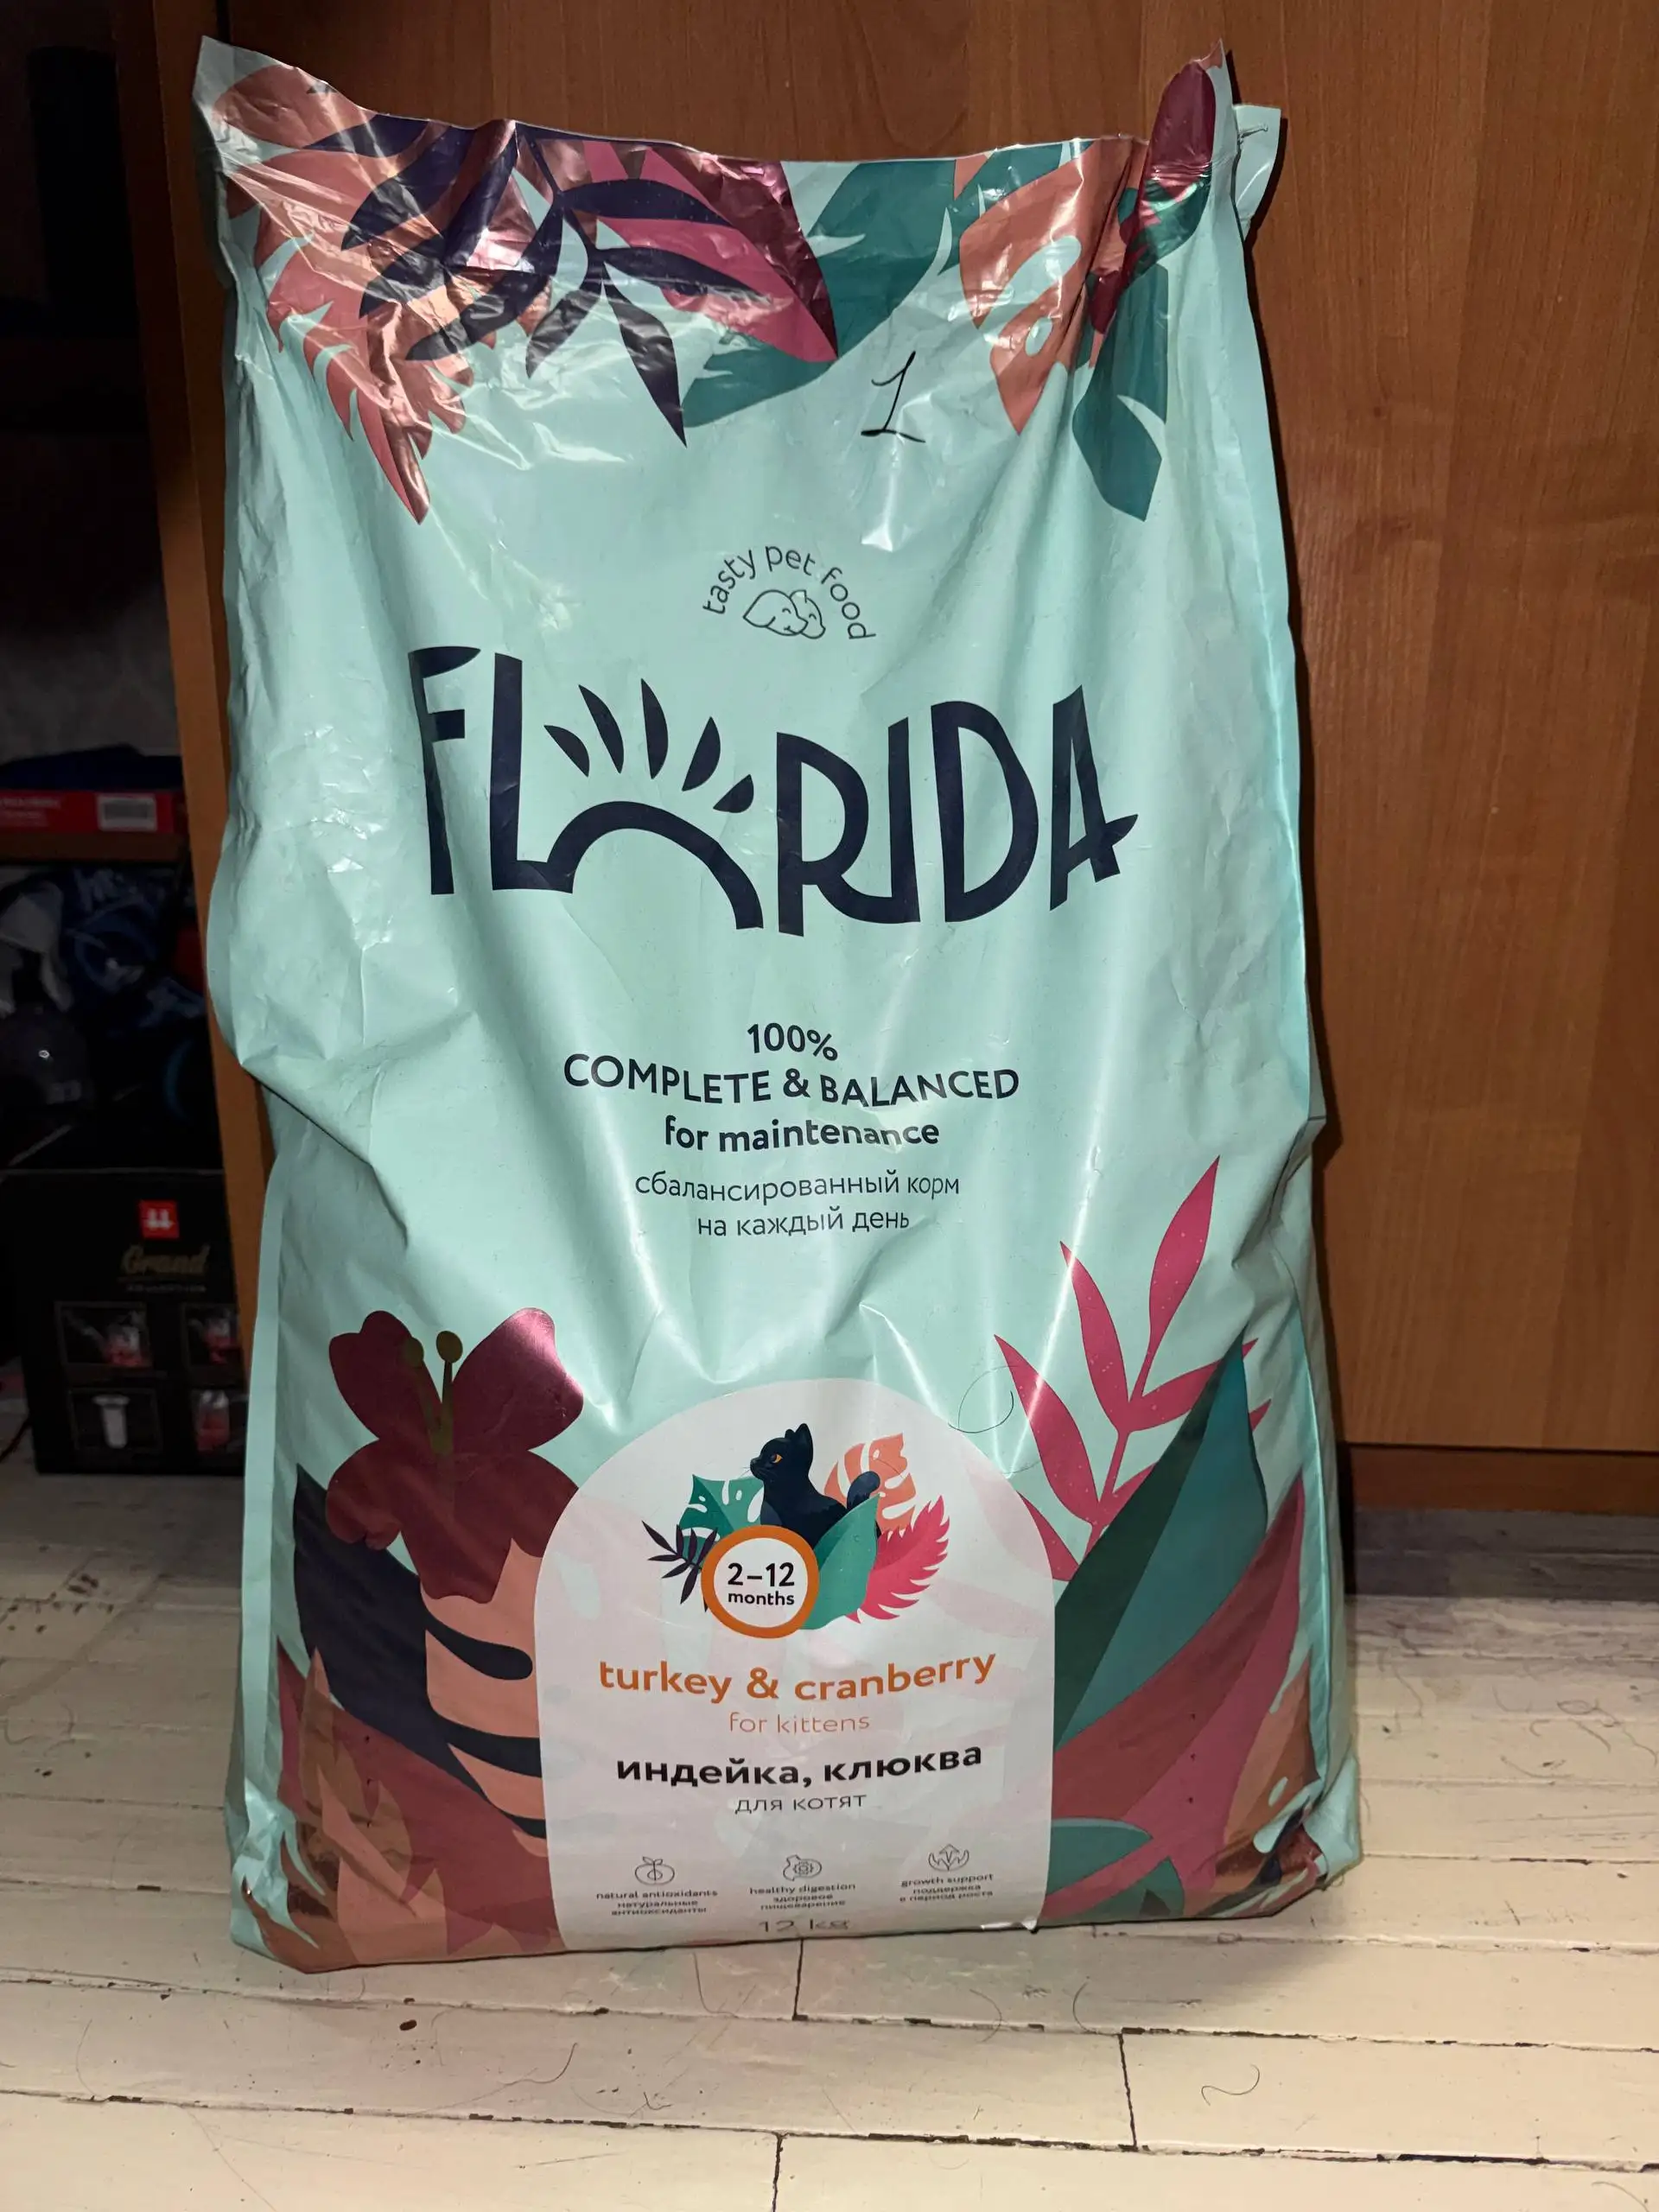 1
tasty pet food
FLORIDA
100%
COMPLETE & BALANCED
for maintenance
сбалансированный корм
на каждый день
2–12
months
turkey & cranberry
for kittens
индейка, клюква
для котят
natural antioxidants
натуральные
антиоксиданты
healthy digestion
здоровое
пищеварение
growth support
поддержка
в период роста
12 kg
Grand